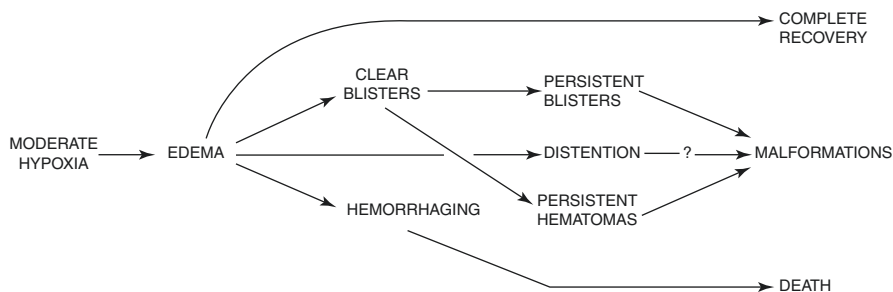 COMPLETE
RECOVERY
CLEAR
BLISTERS
PERSISTENT
BLISTERS
MODERATE
HYPOXIA
EDEMA
DISTENTION
?
MALFORMATIONS
HEMORRHAGING
PERSISTENT
HEMATOMAS
DEATH